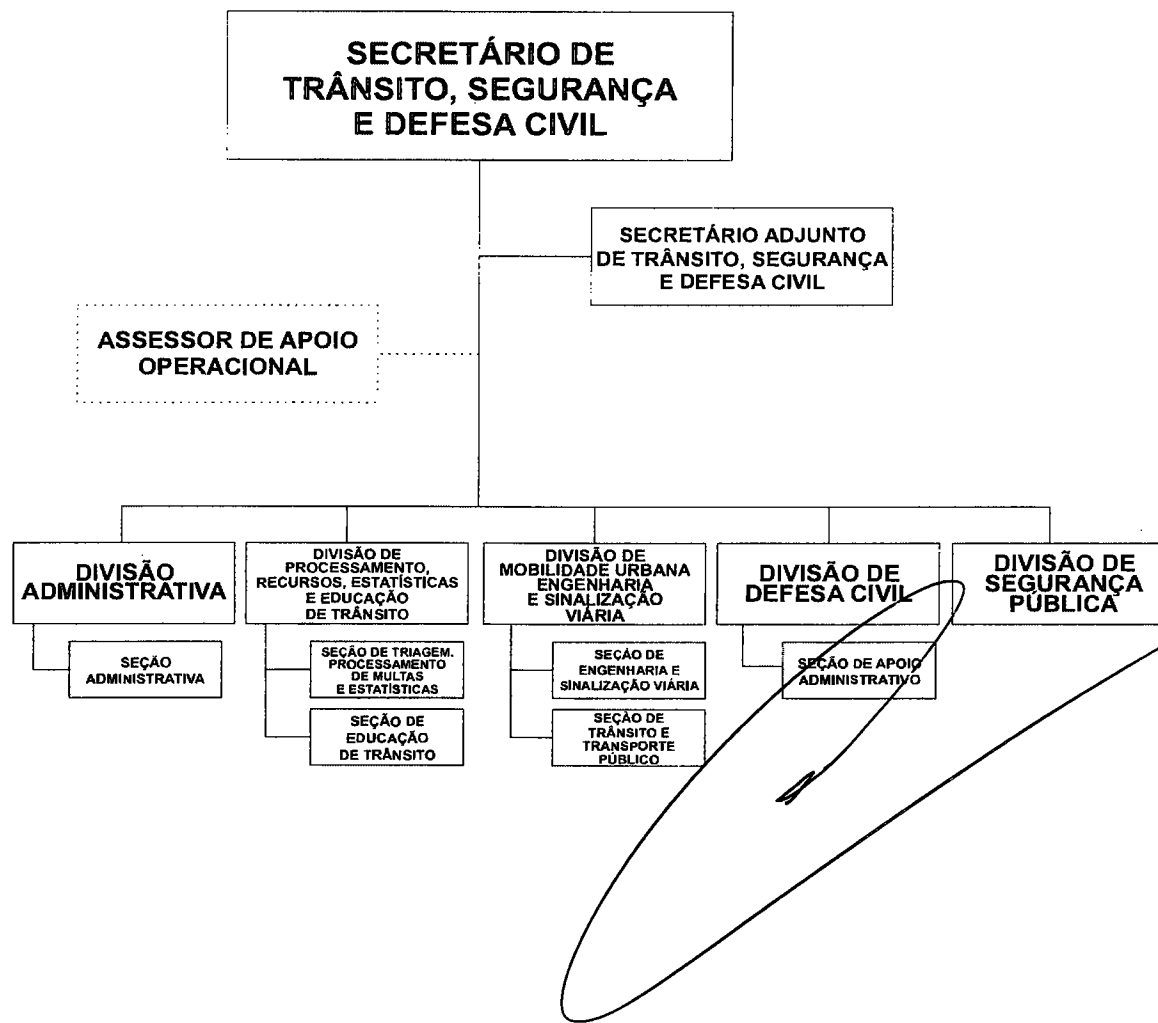 SECRETÁRIO DE
TRÂNSITO, SEGURANÇA
E DEFESA CIVIL
SECRETÁRIO ADJUNTO
DE TRÂNSITO, SEGURANÇA
E DEFESA CIVIL
ASSESSOR DE APOIO
OPERACIONAL
DIVISÃO
ADMINISTRATIVA
DIVISÃO DE
PROCESSAMENTO,
RECURSOS, ESTATÍSTICAS
E EDUCAÇÃO
DE TRÂNSITO
DIVISÃO DE
MOBILIDADE URBANA
ENGENHARIA
E SINALIZAÇÃO
VIÁRIA
DIVISÃO DE
DEFESA CIVIL
DIVISÃO DE
SEGURANÇA
PÚBLICA
SEÇÃO
ADMINISTRATIVA
SEÇÃO DE TRIAGEM.
PROCESSAMENTO
DE MULTAS
E ESTATÍSTICAS
SEÇÃO DE
EDUCAÇÃO
DE TRÂNSITO
SEÇÃO DE
ENGENHARIA E
SINALIZAÇÃO VIÁRIA
SEÇÃO DE
TRÂNSITO E
TRANSPORTE
PÚBLICO
SEÇÃO DE APOIO
ADMINISTRATIVO